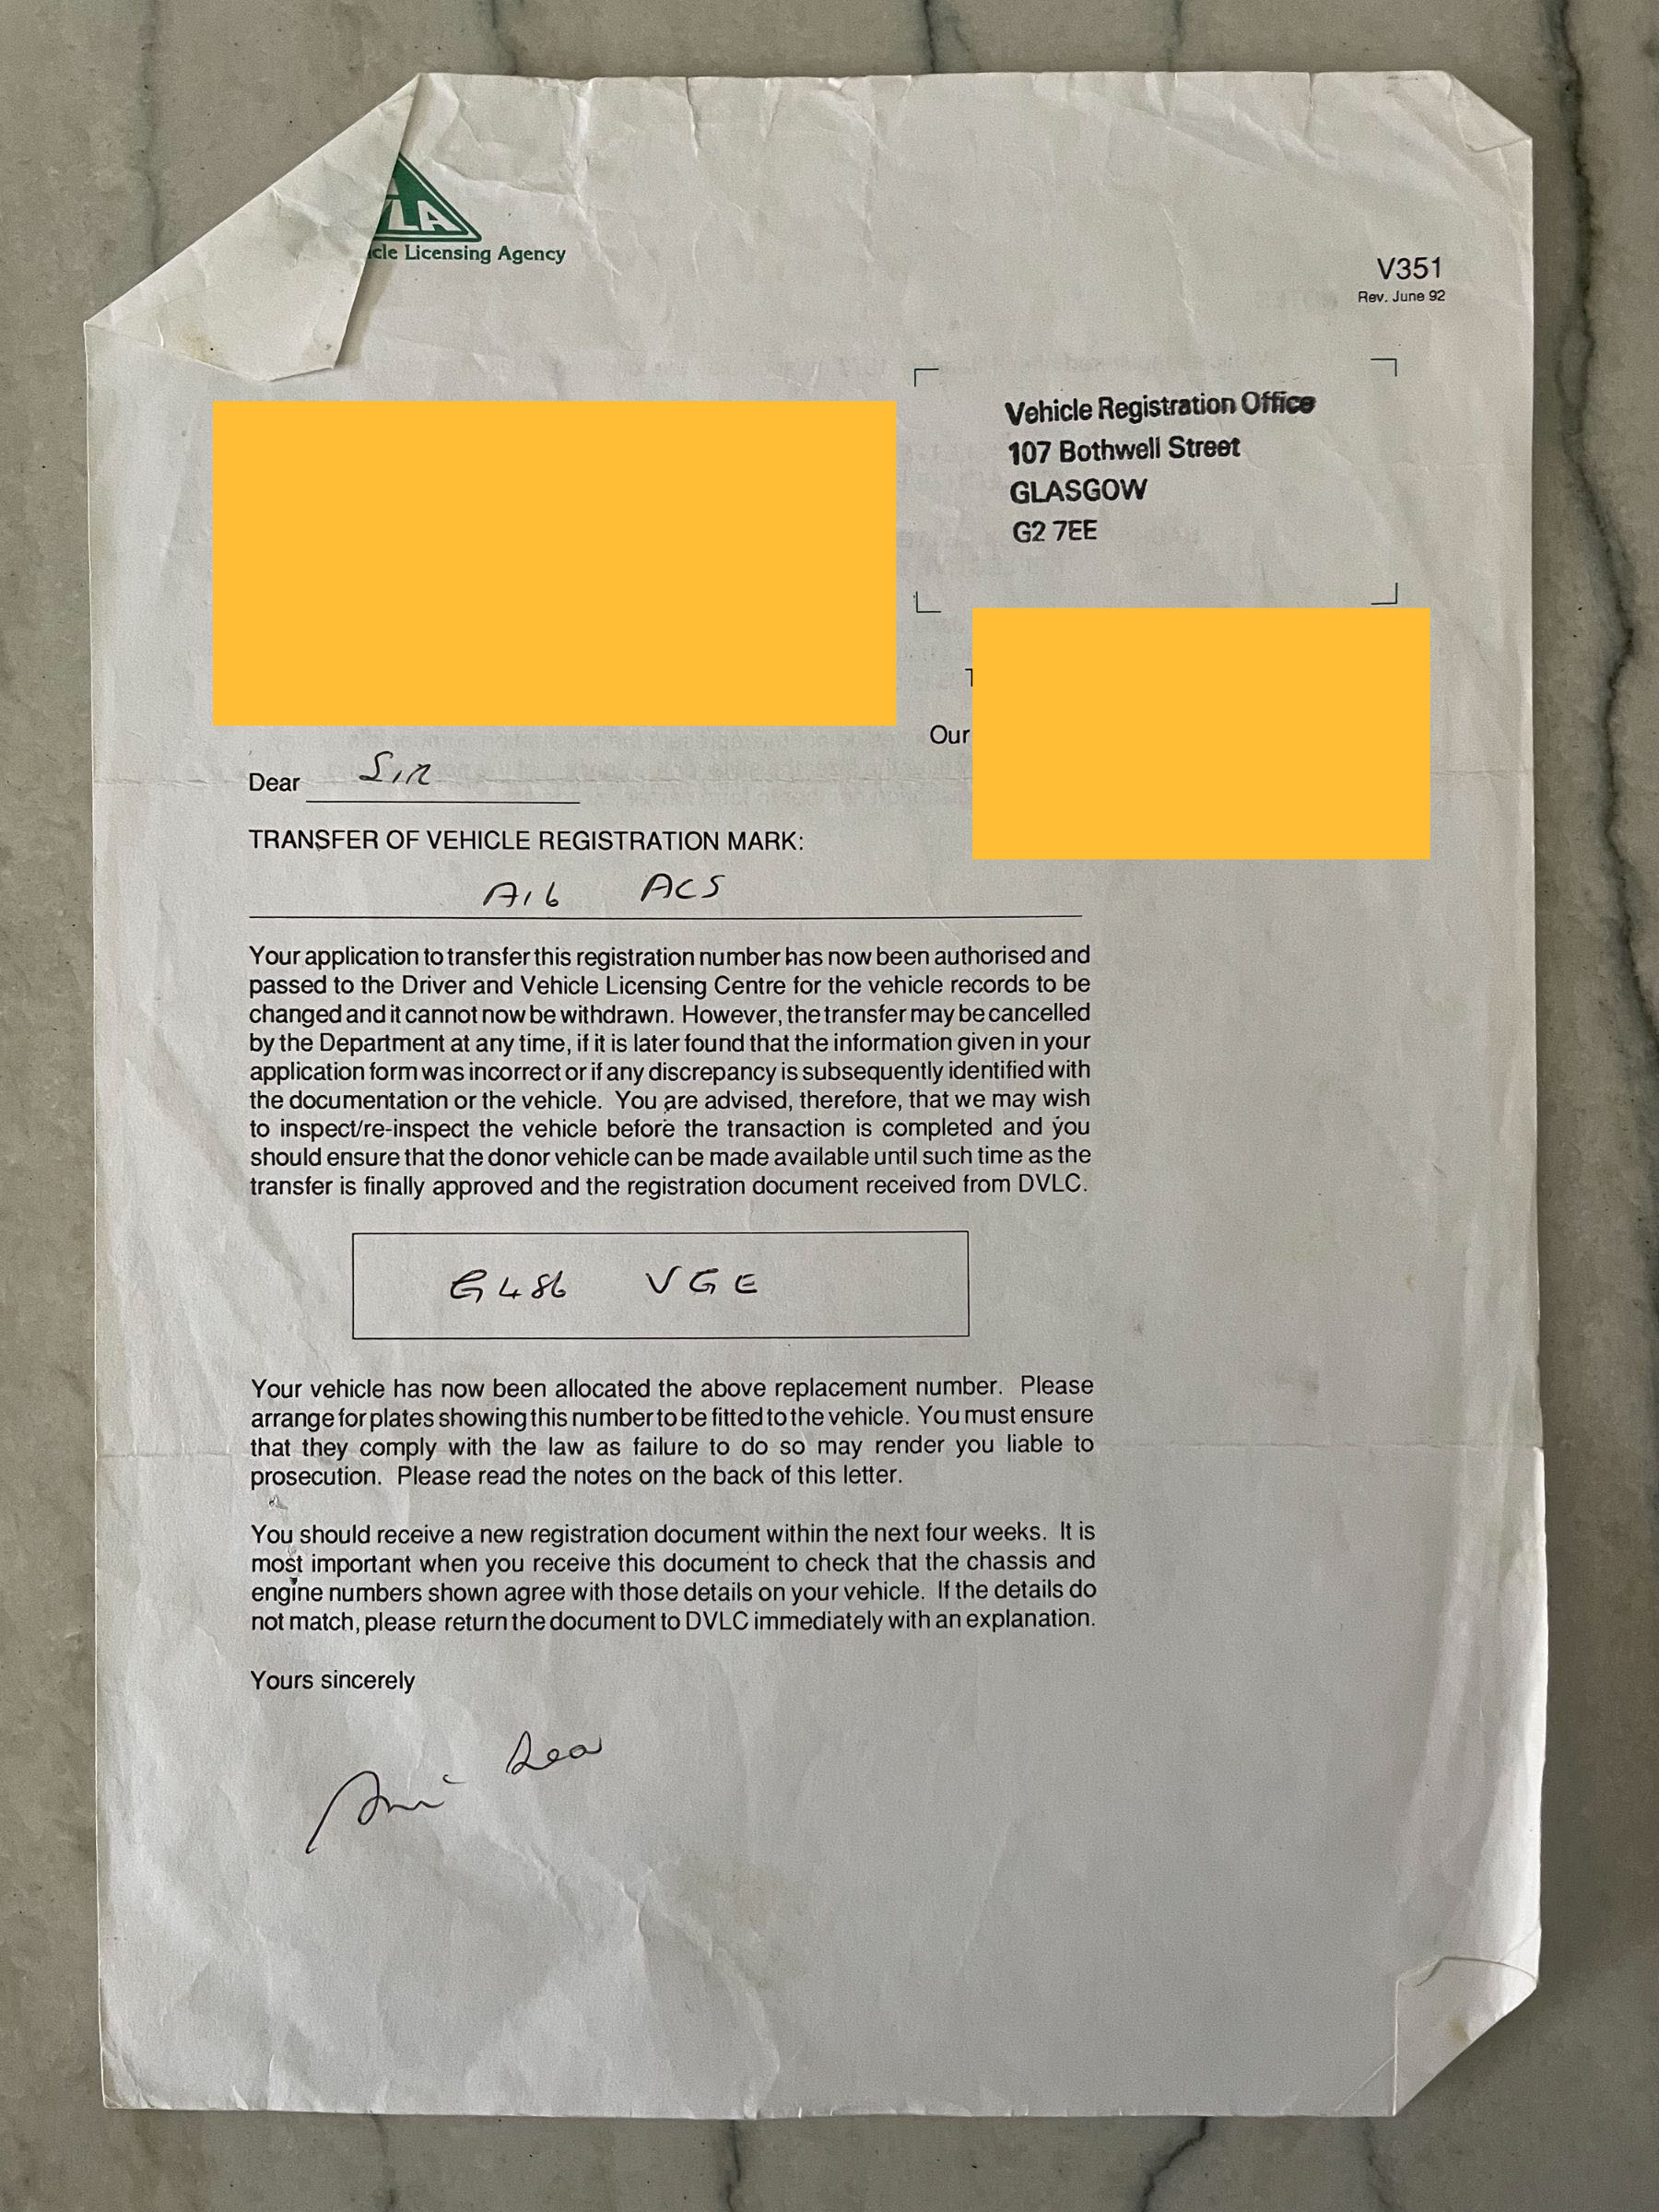 VLA
cle Licensing Agency
V351
Rev. June 92
Vehicle Registration Office
107 Bothwell Street
GLASGOW
G2 7EE
Our
Dear Sir
TRANSFER OF VEHICLE REGISTRATION MARK:
A16 ACS
Your application to transfer this registration number has now been authorised and
passed to the Driver and Vehicle Licensing Centre for the vehicle records to be
changed and it cannot now be withdrawn. However, the transfer may be cancelled
by the Department at any time, if it is later found that the information given in your
application form was incorrect or if any discrepancy is subsequently identified with
the documentation or the vehicle. You are advised, therefore, that we may wish
to inspect/re-inspect the vehicle before the transaction is completed and you
should ensure that the donor vehicle can be made available until such time as the
transfer is finally approved and the registration document received from DVLC.
G486 VGE
Your vehicle has now been allocated the above replacement number. Please
arrange for plates showing this number to be fitted to the vehicle. You must ensure
that they comply with the law as failure to do so may render you liable to
prosecution. Please read the notes on the back of this letter.
You should receive a new registration document within the next four weeks. It is
most important when you receive this document to check that the chassis and
engine numbers shown agree with those details on your vehicle. If the details do
not match, please return the document to DVLC immediately with an explanation.
Yours sincerely